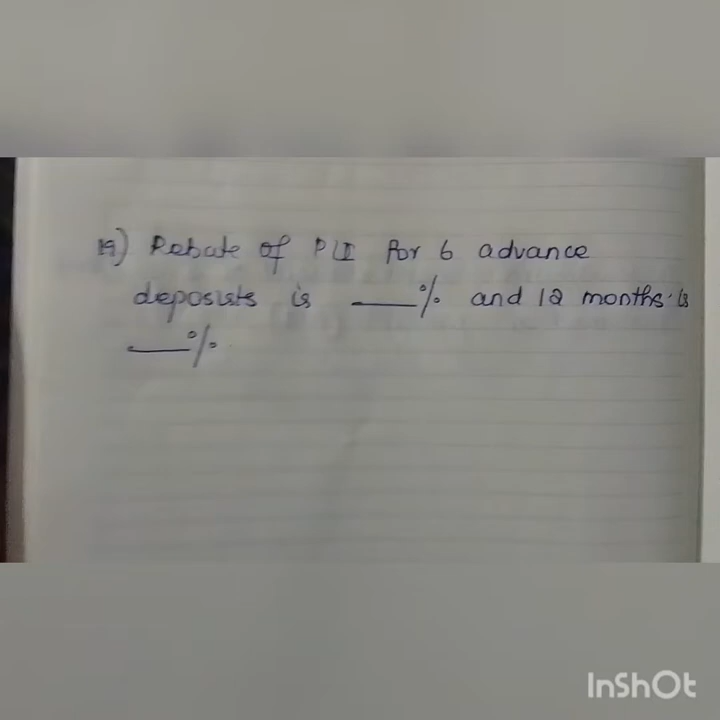 19) Rebate of PLI for 6 advance
deposists is ___% and 12 months is
___%
InShOt